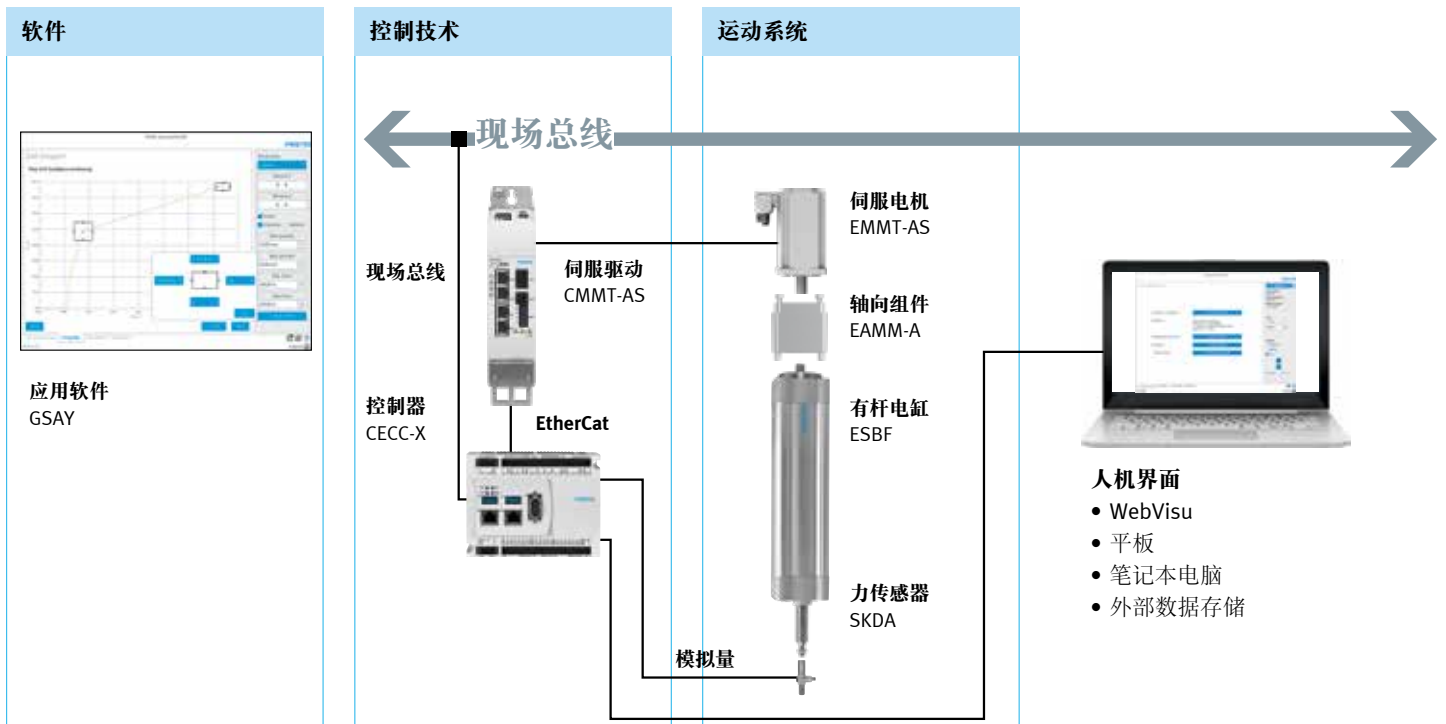 软件
控制技术
运动系统
现场总线
伺服电机
EMMT-AS
现场总线
伺服驱动
CMMT-AS
轴向组件
EAMM-A
应用软件
GSAY
控制器
CECC-X
EtherCat
有杆电缸
ESBF
人机界面
• WebVisu
• 平板
• 笔记本电脑
• 外部数据存储
力传感器
SKDA
模拟量